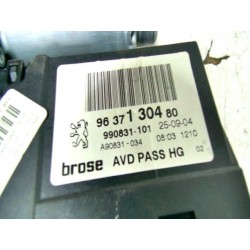 96 371 304 80
990831-101 25-09-04
A90831-034 08:03 1210
brose AVD PASS HG 02